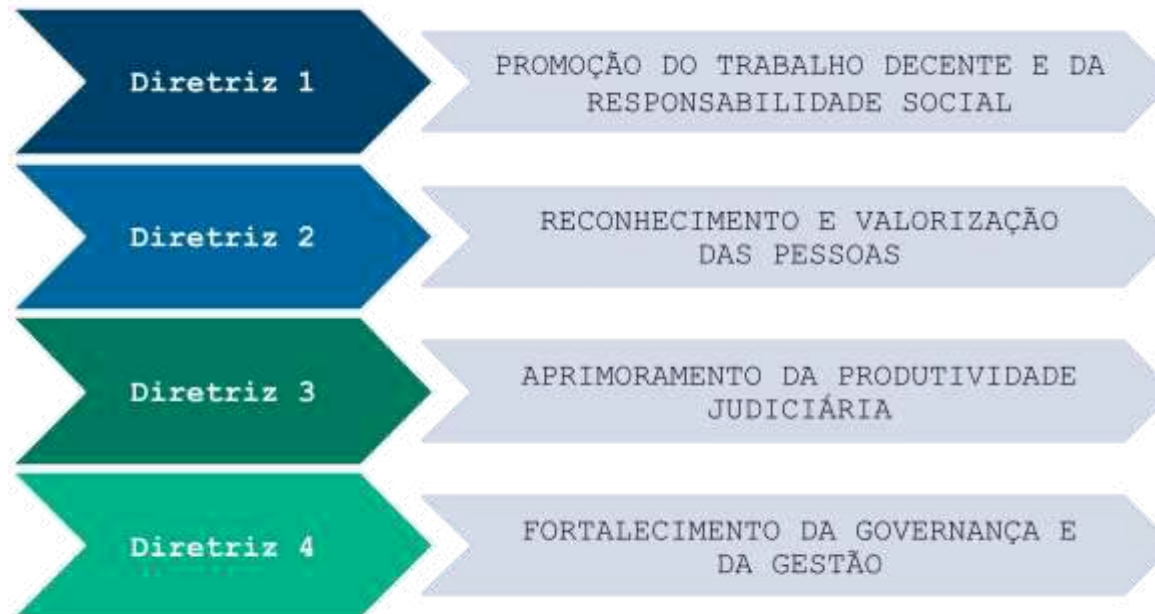 Diretriz 1
PROMOÇÃO DO TRABALHO DECENTE E DA
RESPONSABILIDADE SOCIAL
Diretriz 2
RECONHECIMENTO E VALORIZAÇÃO
DAS PESSOAS
Diretriz 3
APRIMORAMENTO DA PRODUTIVIDADE
JUDICIÁRIA
Diretriz 4
FORTALECIMENTO DA GOVERNANÇA E
DA GESTÃO